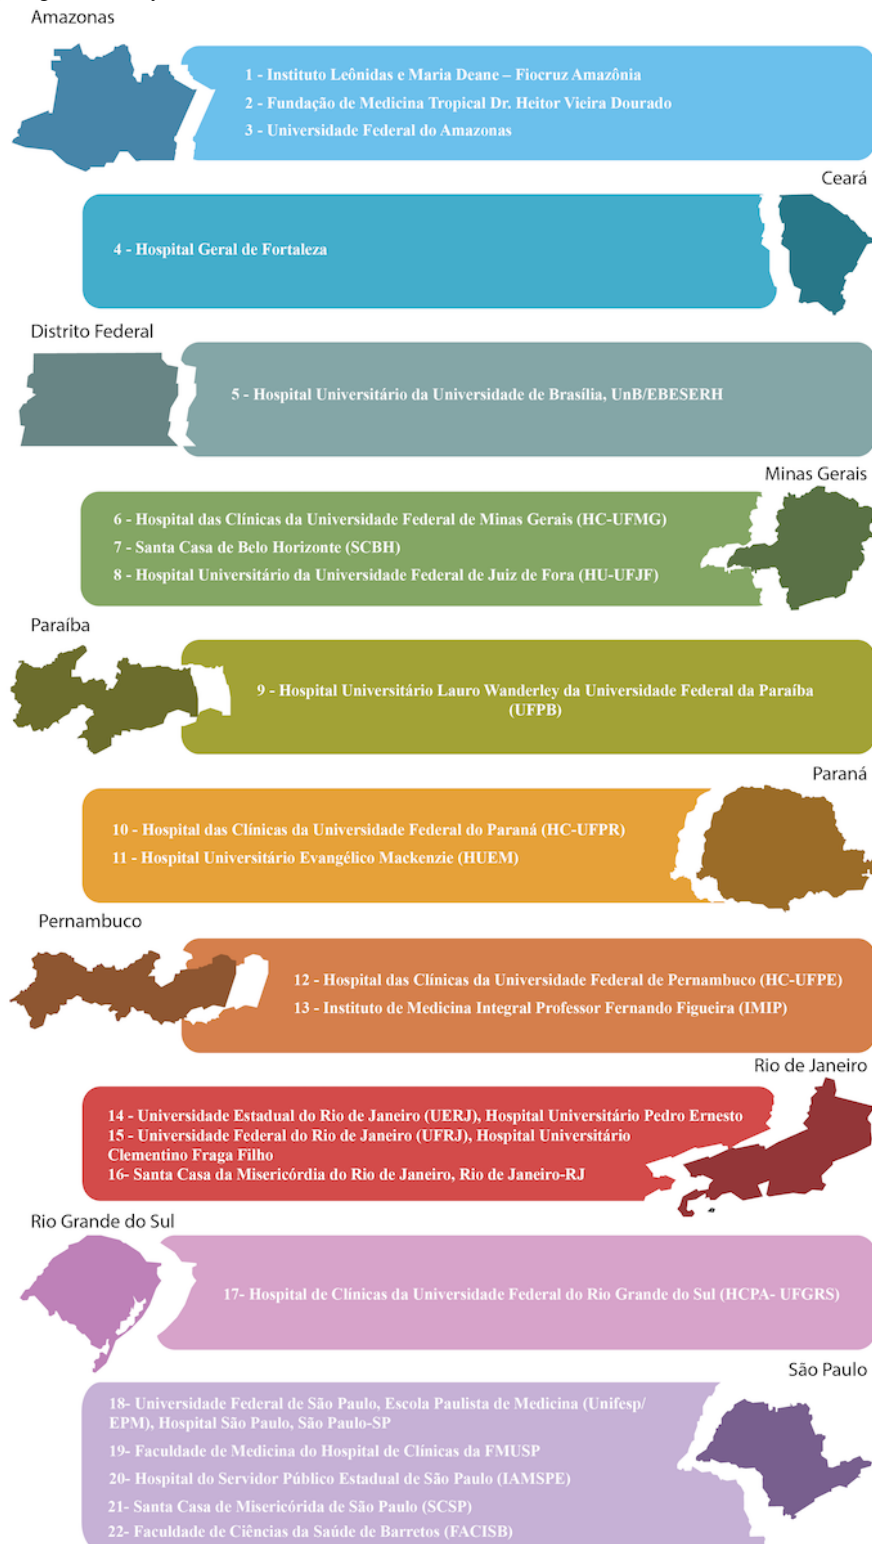 Amazonas
1 - Instituto Leônidas e Maria Deane – Fiocruz Amazônia
2 - Fundação de Medicina Tropical Dr. Heitor Vieira Dourado
3 - Universidade Federal do Amazonas
Ceará
4 - Hospital Geral de Fortaleza
Distrito Federal
5 - Hospital Universitário da Universidade de Brasília, UnB/EBESERH
Minas Gerais
6 - Hospital das Clínicas da Universidade Federal de Minas Gerais (HC-UFMG)
7 - Santa Casa de Belo Horizonte (SCBH)
8 - Hospital Universitário da Universidade Federal de Juiz de Fora (HU-UFJF)
Paraíba
9 - Hospital Universitário Lauro Wanderley da Universidade Federal da Paraíba
(UFPB)
Paraná
10 - Hospital das Clínicas da Universidade Federal do Paraná (HC-UFPR)
11 - Hospital Universitário Evangélico Mackenzie (HUEM)
Pernambuco
12 - Hospital das Clínicas da Universidade Federal de Pernambuco (HC-UFPE)
13 - Instituto de Medicina Integral Professor Fernando Figueira (IMIP)
Rio de Janeiro
14 - Universidade Estadual do Rio de Janeiro (UERJ), Hospital Universitário Pedro Ernesto
15 - Universidade Federal do Rio de Janeiro (UFRJ), Hospital Universitário
Clementino Fraga Filho
16- Santa Casa da Misericórdia do Rio de Janeiro, Rio de Janeiro-RJ
Rio Grande do Sul
17- Hospital de Clínicas da Universidade Federal do Rio Grande do Sul (HCPA- UFGRS)
São Paulo
18- Universidade Federal de São Paulo, Escola Paulista de Medicina (Unifesp/
EPM), Hospital São Paulo, São Paulo-SP
19- Faculdade de Medicina do Hospital de Clínicas da FMUSP
20- Hospital do Servidor Público Estadual de São Paulo (IAMSPE)
21- Santa Casa de Misericórida de São Paulo (SCSP)
22- Faculdade de Ciências da Saúde de Barretos (FACISB)